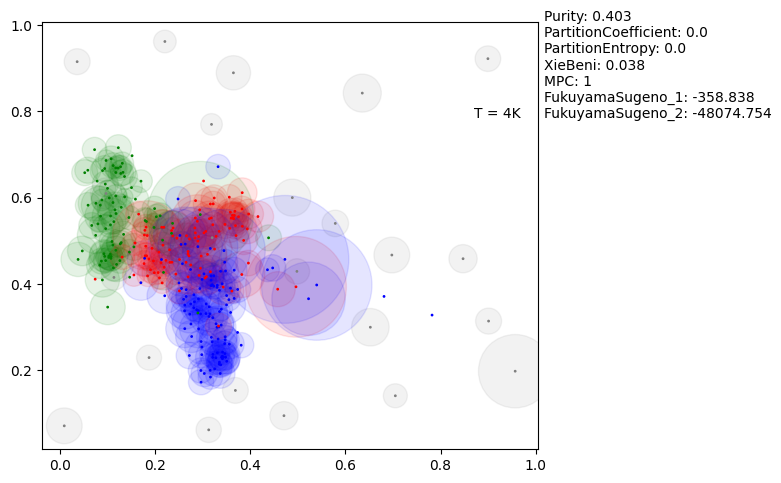 Purity: 0.403
PartitionCoefficient: 0.0
PartitionEntropy: 0.0
XieBeni: 0.038
MPC: 1
FukuyamaSugeno_1: -358.838
FukuyamaSugeno_2: -48074.754
T = 4K
1.0
0.8
0.6
0.4
0.2
0.0
0.2
0.4
0.6
0.8
1.0